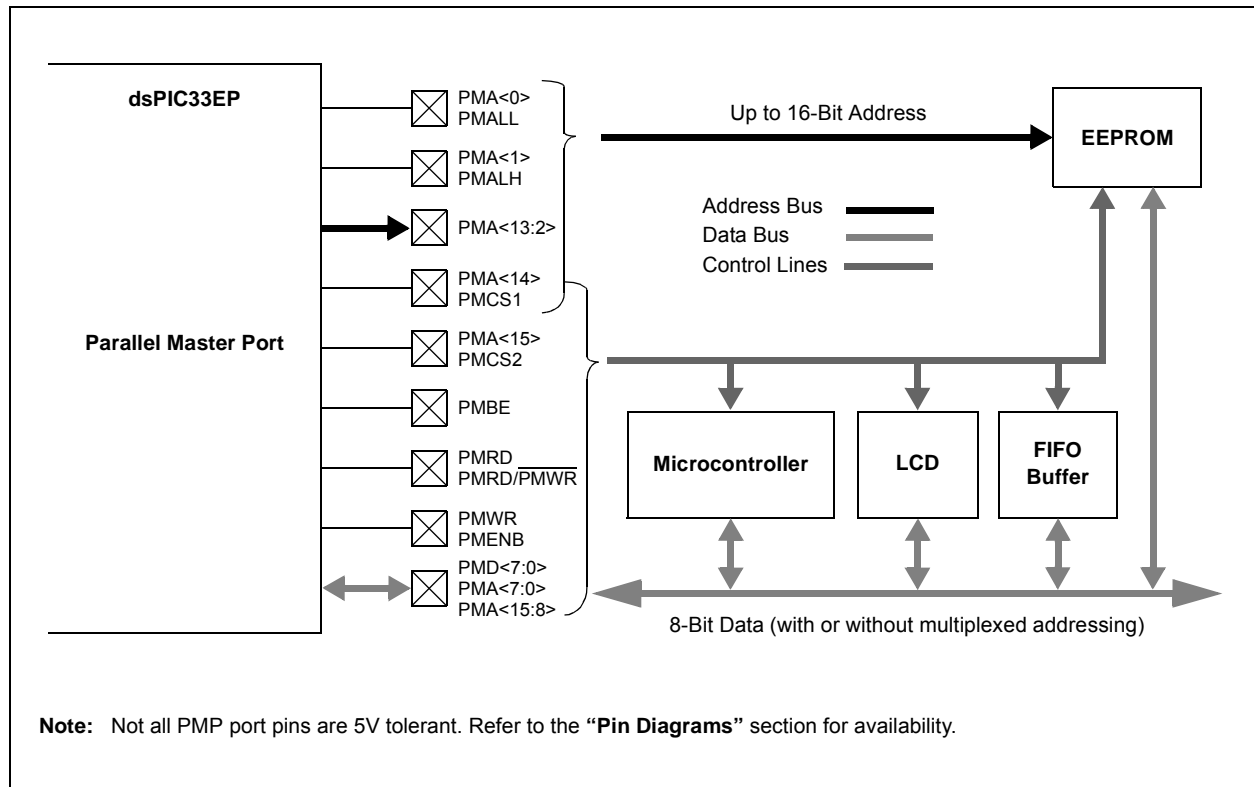 dsPIC33EP
Parallel Master Port
PMA<0>
PMALL
PMA<1>
PMALH
PMA<13:2>
PMA<14>
PMCS1
PMA<15>
PMCS2
PMBE
PMRD
PMRD/PMWR
PMWR
PMENB
PMD<7:0>
PMA<7:0>
PMA<15:8>
Up to 16-Bit Address
EEPROM
Address Bus
Data Bus
Control Lines
Microcontroller
LCD
FIFO
Buffer
8-Bit Data (with or without multiplexed addressing)
Note: Not all PMP port pins are 5V tolerant. Refer to the “Pin Diagrams” section for availability.